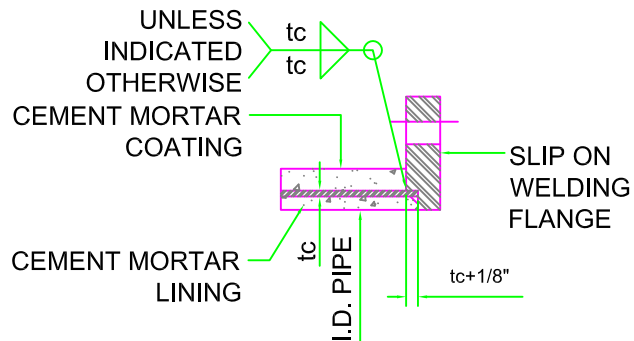 UNLESS
INDICATED
OTHERWISE
tc
tc
CEMENT MORTAR
COATING
SLIP ON
WELDING
FLANGE
CEMENT MORTAR
LINING
tc
I.D. PIPE
tc+1/8"